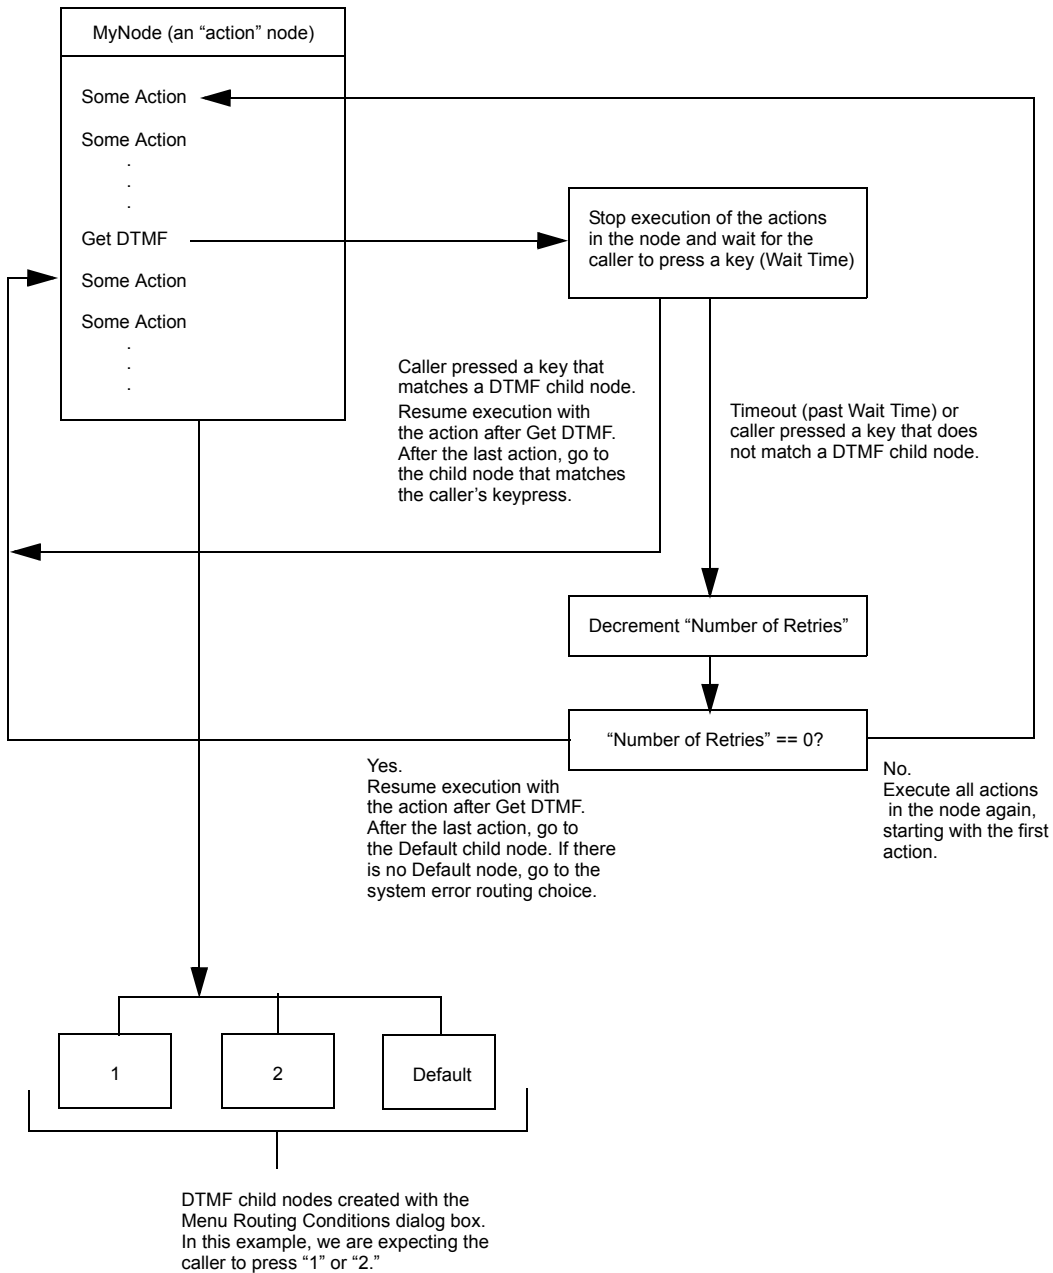 MyNode (an “action” node)
Some Action
Some Action
.
.
.
Get DTMF
Some Action
Some Action
.
.
.
Stop execution of the actions
in the node and wait for the
caller to press a key (Wait Time)
Caller pressed a key that
matches a DTMF child node.
Resume execution with
the action after Get DTMF.
After the last action, go to
the child node that matches
the caller’s keypress.
Timeout (past Wait Time) or
caller pressed a key that does
not match a DTMF child node.
Decrement “Number of Retries”
“Number of Retries” == 0?
Yes.
Resume execution with
the action after Get DTMF.
After the last action, go to
the Default child node. If there
is no Default node, go to the
system error routing choice.
No.
Execute all actions
in the node again,
starting with the first
action.
1
2
Default
DTMF child nodes created with the
Menu Routing Conditions dialog box.
In this example, we are expecting the
caller to press “1” or “2.”